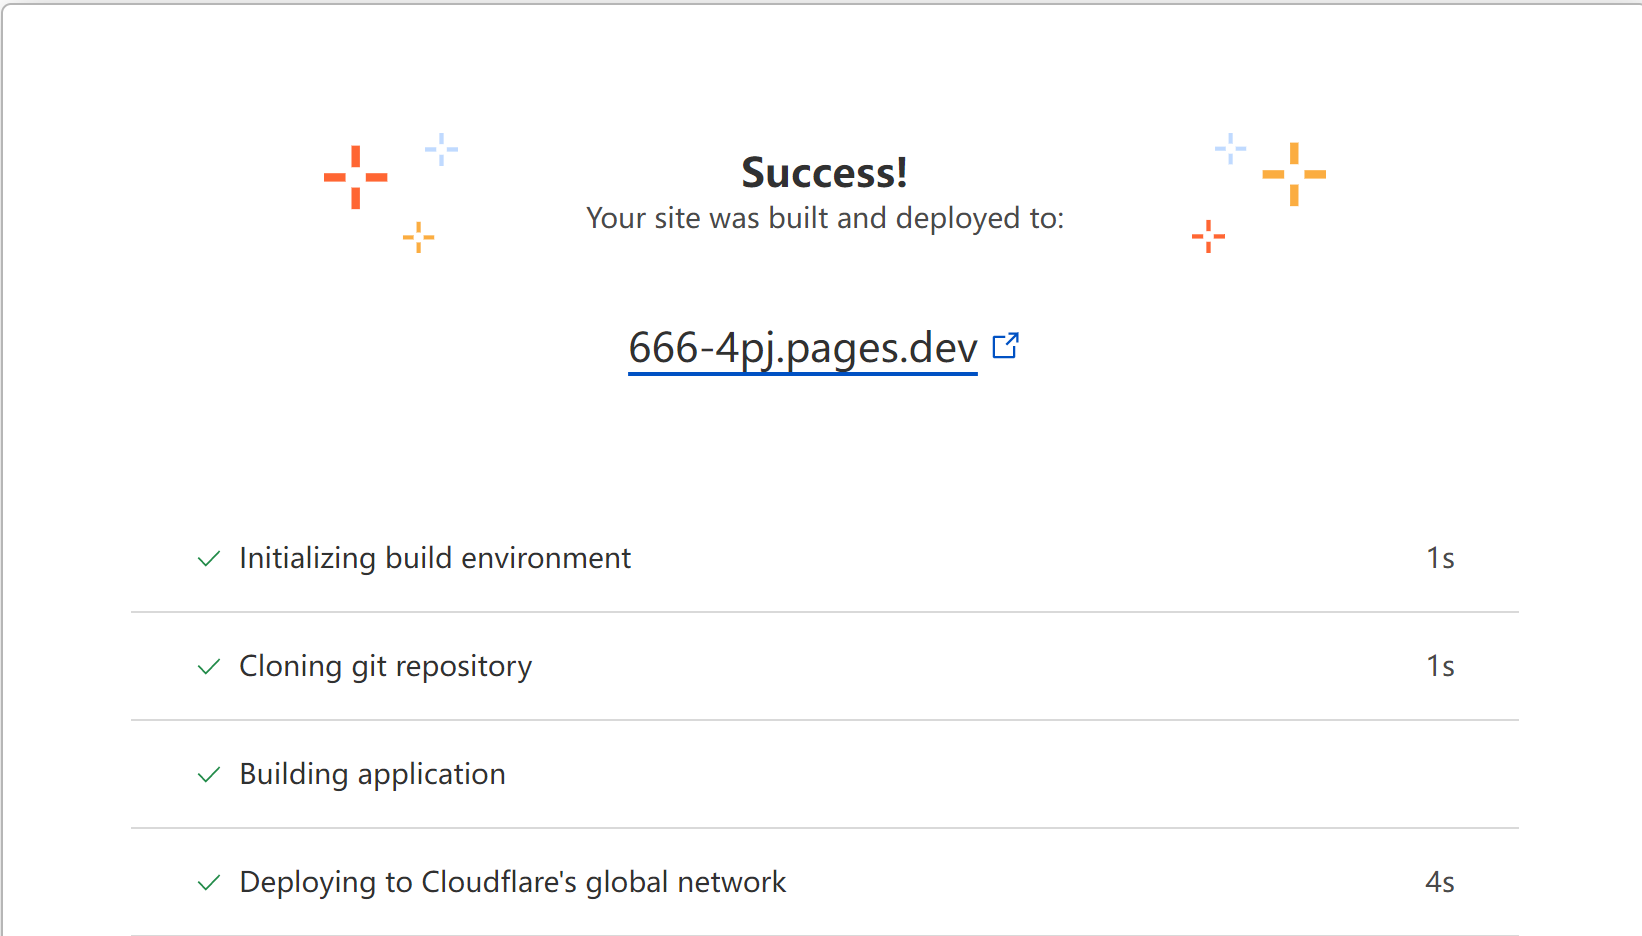 Success!
Your site was built and deployed to:
666-4pj.pages.dev
Initializing build environment 1s
Cloning git repository 1s
Building application
Deploying to Cloudflare's global network 4s